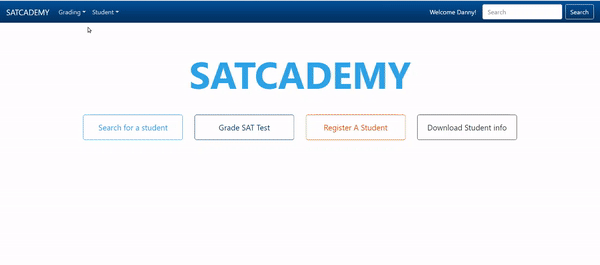 SATCADEMY Grading Student Welcome Danny! Search Search
SATCADEMY
Search for a student Grade SAT Test Register A Student Download Student info